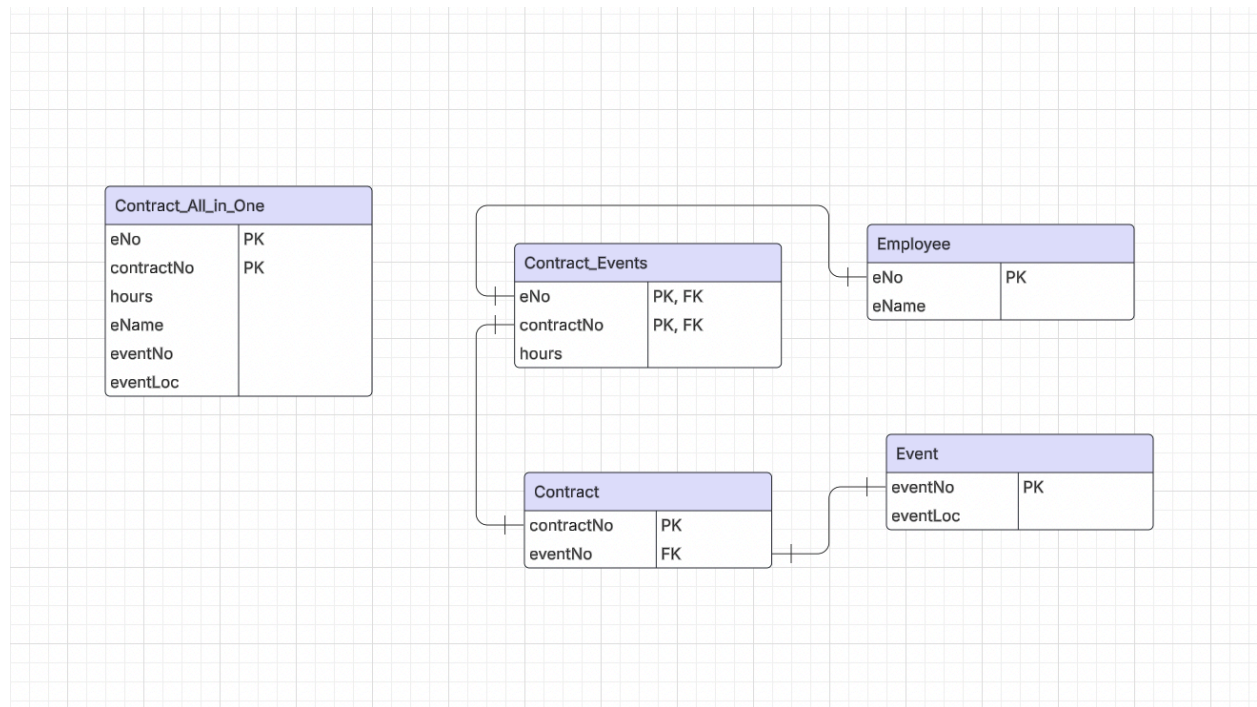 Contract_All_in_One
eNo PK
contractNo PK
hours
eName
eventNo
eventLoc
Contract_Events
eNo PK, FK
contractNo PK, FK
hours
Employee
eNo PK
eName
Contract
contractNo PK
eventNo FK
Event
eventNo PK
eventLoc